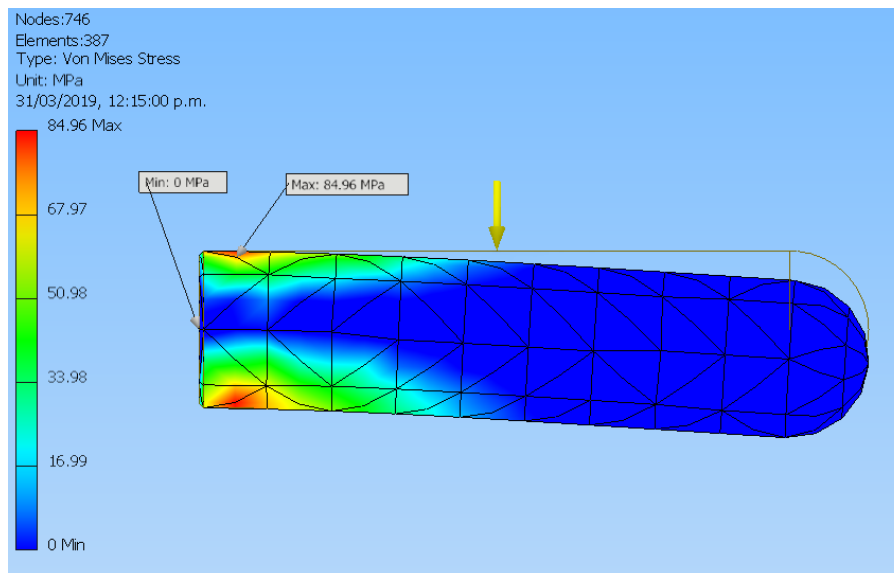 Nodes:746
Elements:387
Type: Von Mises Stress
Unit: MPa
31/03/2019, 12:15:00 p.m.
84.96 Max
67.97
50.98
33.98
16.99
0 Min
Min: 0 MPa
Max: 84.96 MPa